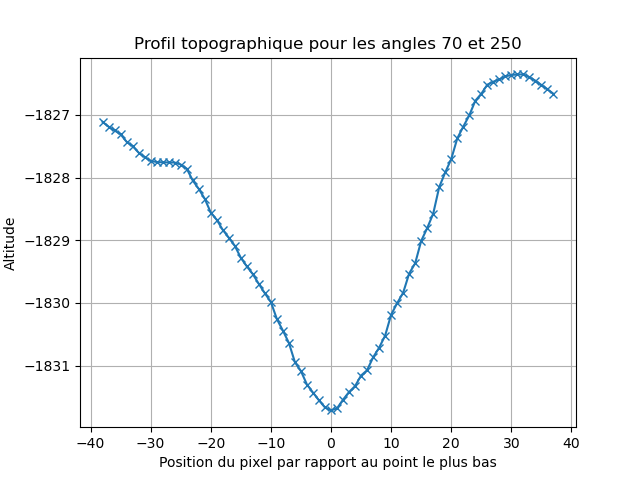 Profil topographique pour les angles 70 et 250
Altitude
−1827
−1828
−1829
−1830
−1831
−40 −30 −20 −10 0 10 20 30 40
Position du pixel par rapport au point le plus bas